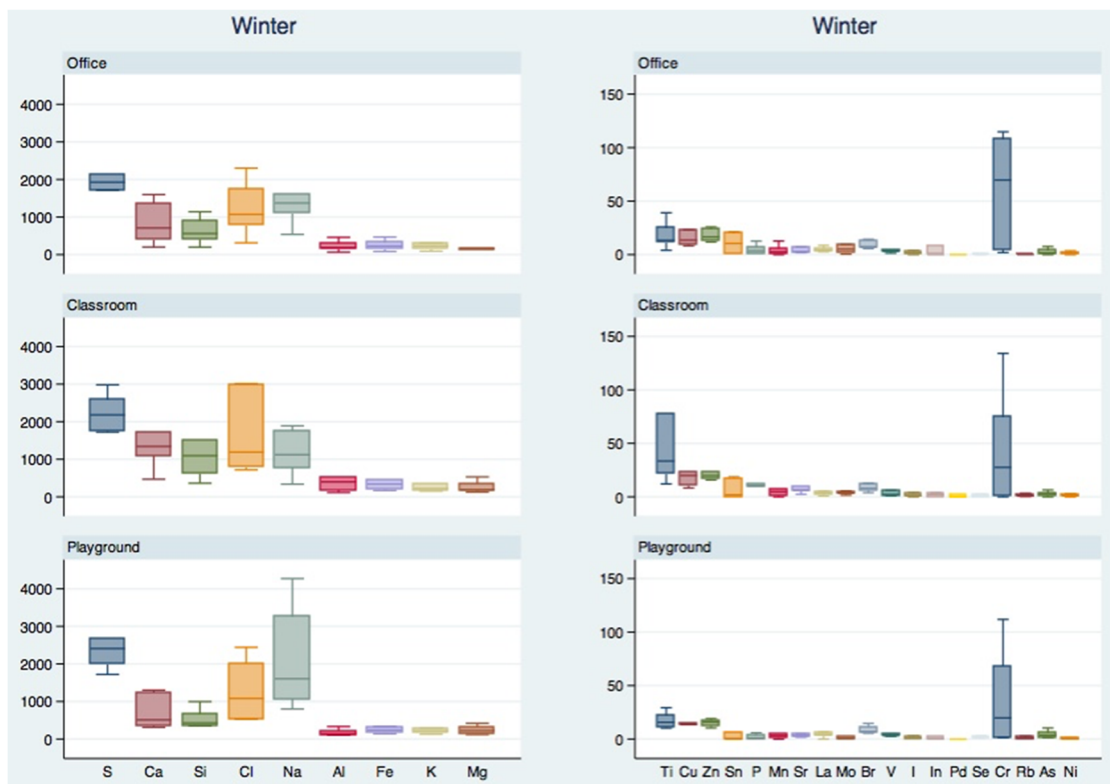 Winter
Office
4000
3000
2000
1000
0
Classroom
4000
3000
2000
1000
0
Playground
4000
3000
2000
1000
0
S Ca Si Cl Na Al Fe K Mg
Winter
Office
150
100
50
0
Classroom
150
100
50
0
Playground
150
100
50
0
Ti Cu Zn Sn P Mn Sr La Mo Br V I In Pd Se Cr Rb As Ni